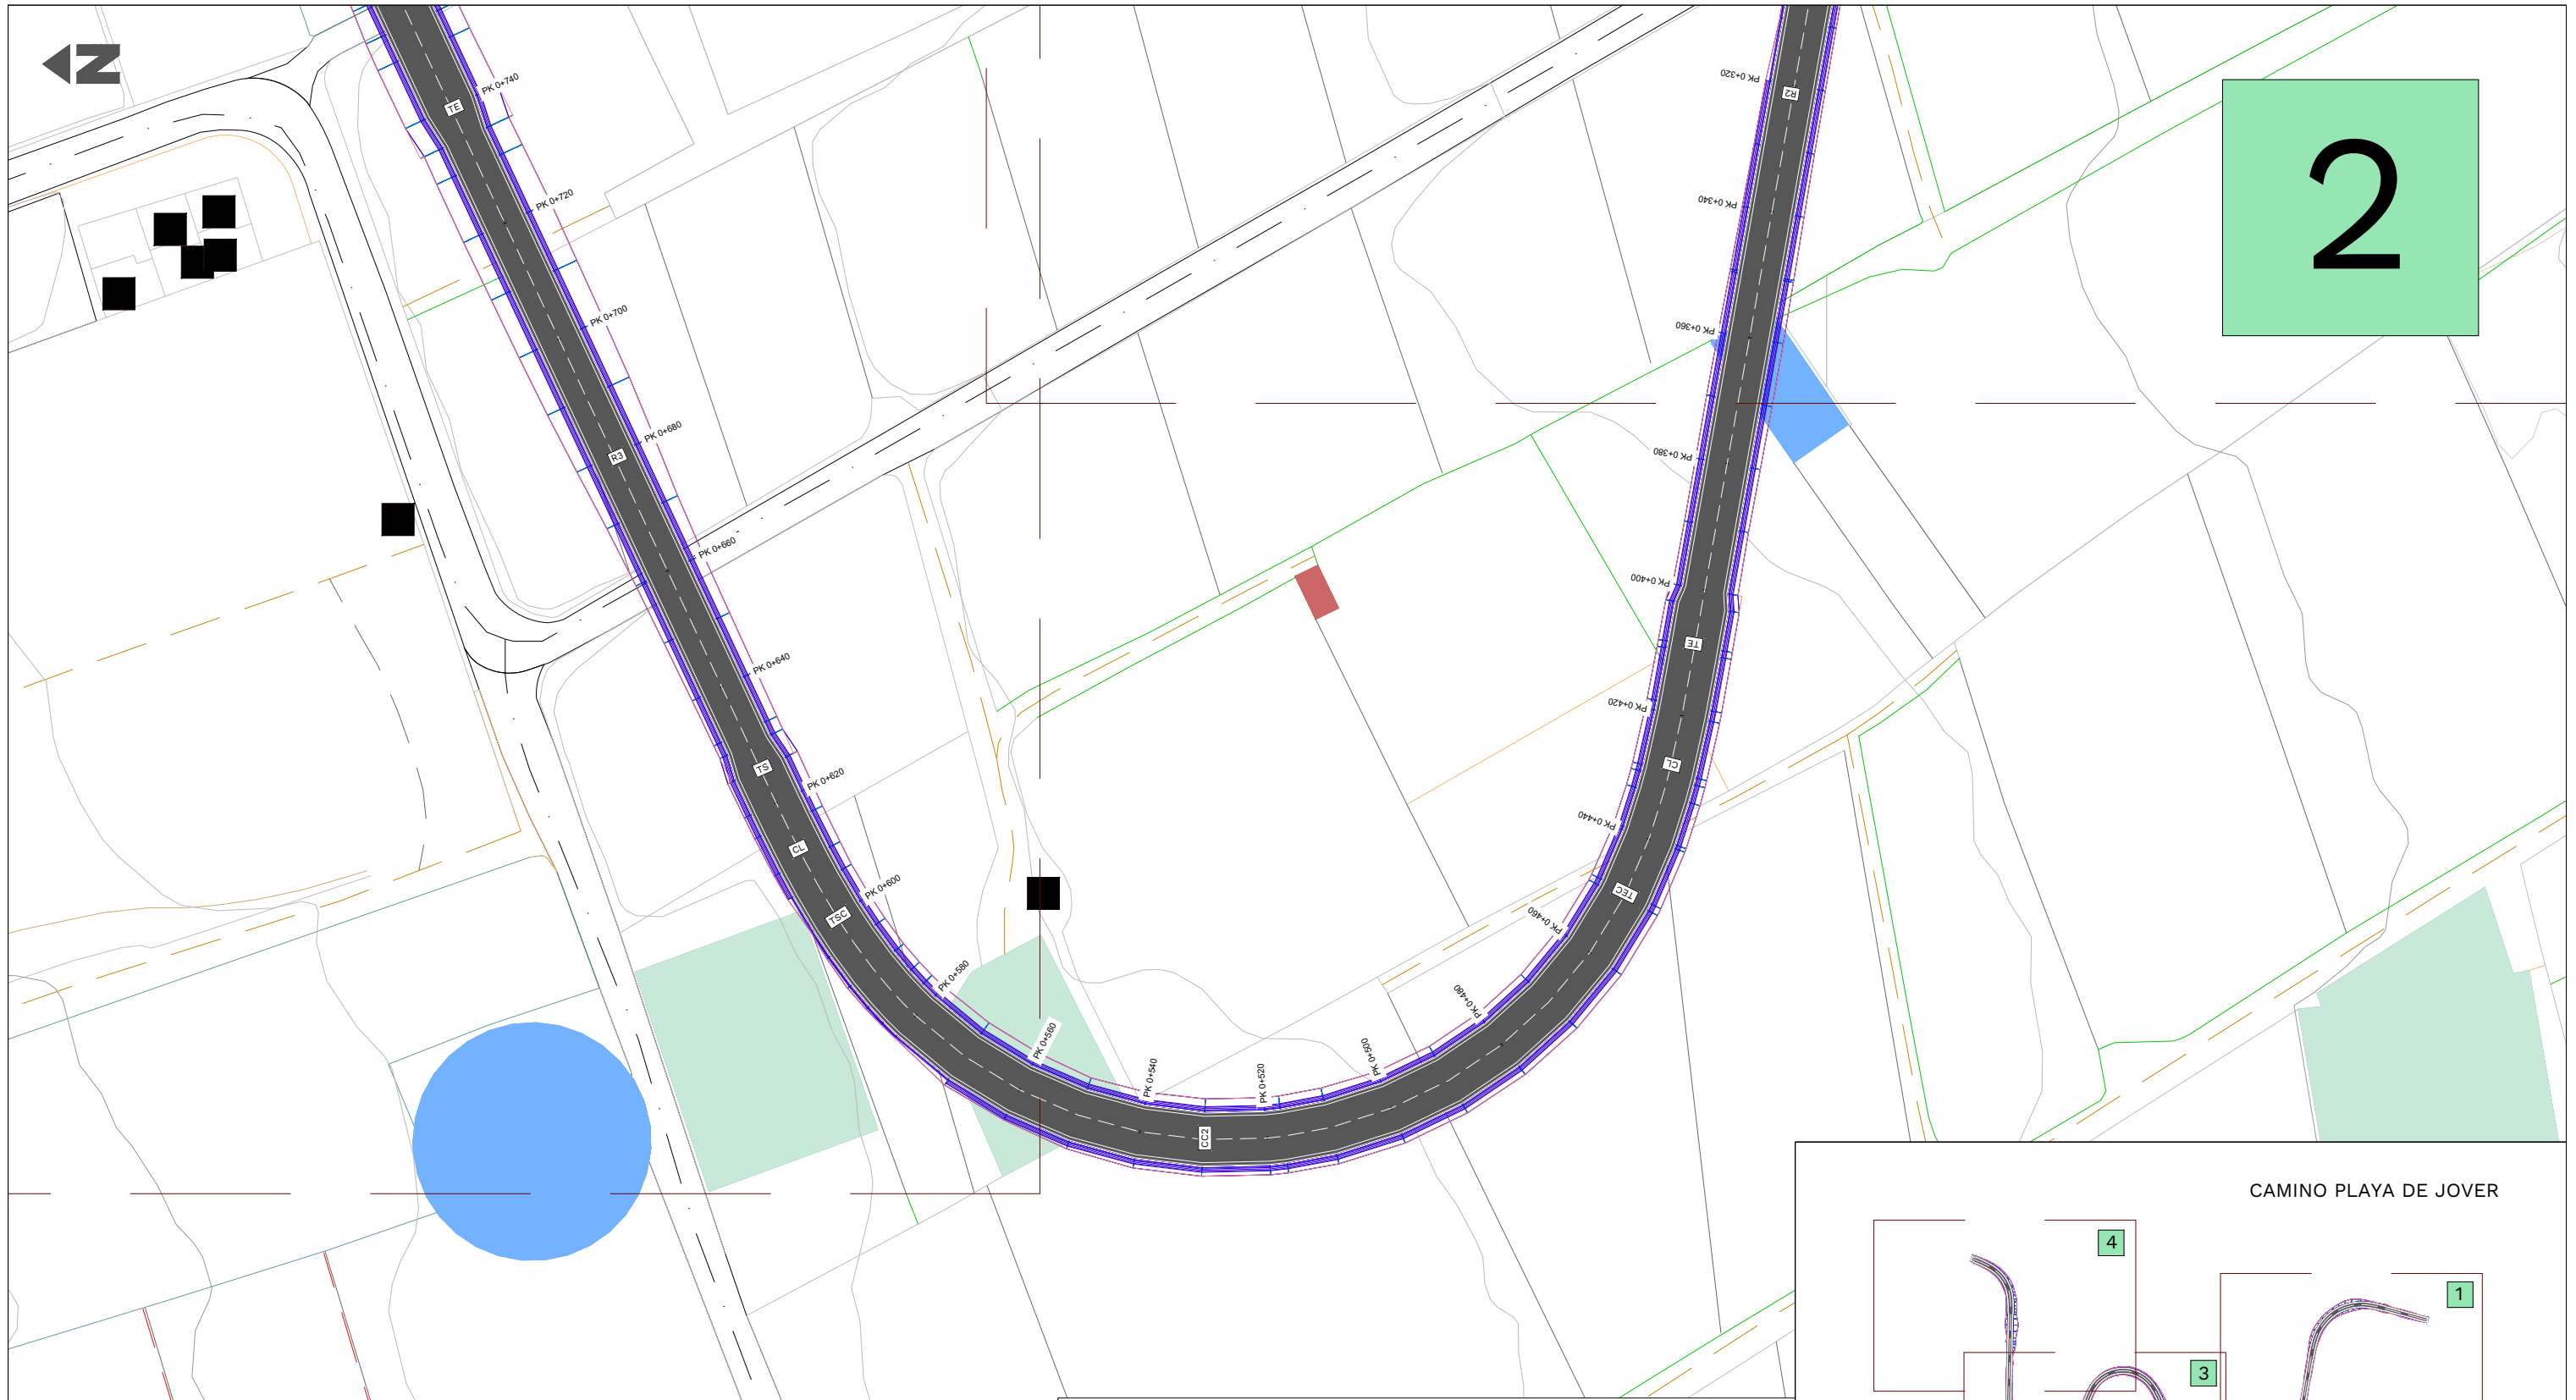 N
2
TE
PK 0+740
PK 0+720
PK 0+700
PK 0+680
R3
PK 0+660
PK 0+640
TS
PK 0+620
CL
PK 0+600
TSC
PK 0+580
PK 0+560
PK 0+540
CC2
PK 0+520
PK 0+500
PK 0+480
PK 0+460
TEC
PK 0+440
CL
PK 0+420
TE
PK 0+400
PK 0+380
PK 0+360
PK 0+340
R2
PK 0+320
CAMINO PLAYA DE JOVER
4
1
3